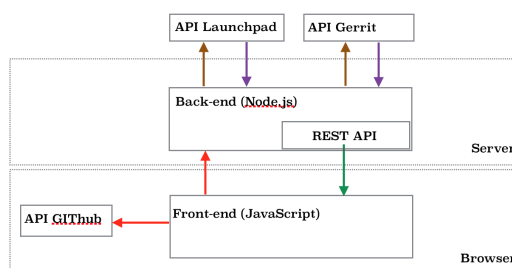 API Launchpad
API Gerrit
Back-end (Node.js)
REST API
Server
Front-end (JavaScript)
API GIThub
Browser